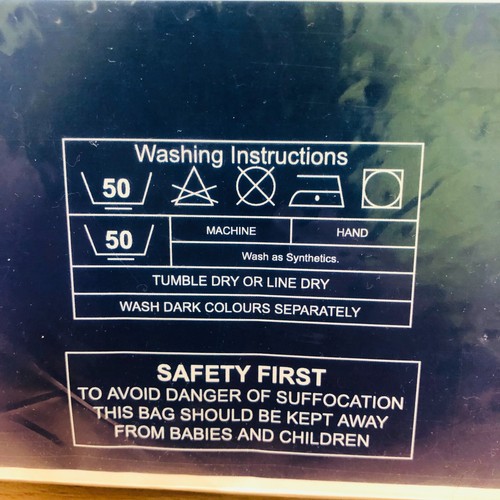 Washing Instructions
50
50
MACHINE HAND
Wash as Synthetics.
TUMBLE DRY OR LINE DRY
WASH DARK COLOURS SEPARATELY
SAFETY FIRST
TO AVOID DANGER OF SUFFOCATION
THIS BAG SHOULD BE KEPT AWAY
FROM BABIES AND CHILDREN